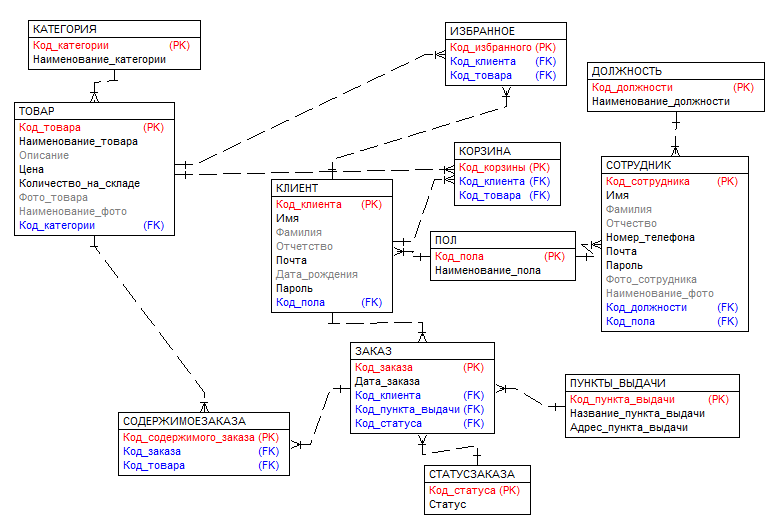 КАТЕГОРИЯ
Код_категории (PK)
Наименование_категории
ИЗБРАННОЕ
Код_избранного (PK)
Код_клиента (FK)
Код_товара (FK)
ДОЛЖНОСТЬ
Код_должности (PK)
Наименование_должности
ТОВАР
Код_товара (PK)
Наименование_товара
Описание
Цена
Количество_на_складе
Фото_товара
Наименование_фото
Код_категории (FK)
КОРЗИНА
Код_корзины (PK)
Код_клиента (FK)
Код_товара (FK)
СОТРУДНИК
Код_сотрудника (PK)
Имя
Фамилия
Отчество
Номер_телефона
Почта
Пароль
Фото_сотрудника
Наименование_фото
Код_должности (FK)
Код_пола (FK)
КЛИЕНТ
Код_клиента (PK)
Имя
Фамилия
Отчетство
Почта
Дата_рождения
Пароль
Код_пола (FK)
ПОЛ
Код_пола (PK)
Наименование_пола
ЗАКАЗ
Код_заказа (PK)
Дата_заказа
Код_клиента (FK)
Код_пункта_выдачи (FK)
Код_статуса (FK)
ПУНКТЫ_ВЫДАЧИ
Код_пункта_выдачи (PK)
Название_пункта_выдачи
Адрес_пункта_выдачи
СОДЕРЖИМОЕЗАКАЗА
Код_содержимого_заказа (PK)
Код_заказа (FK)
Код_товара (FK)
СТАТУСЗАКАЗА
Код_статуса (PK)
Статус